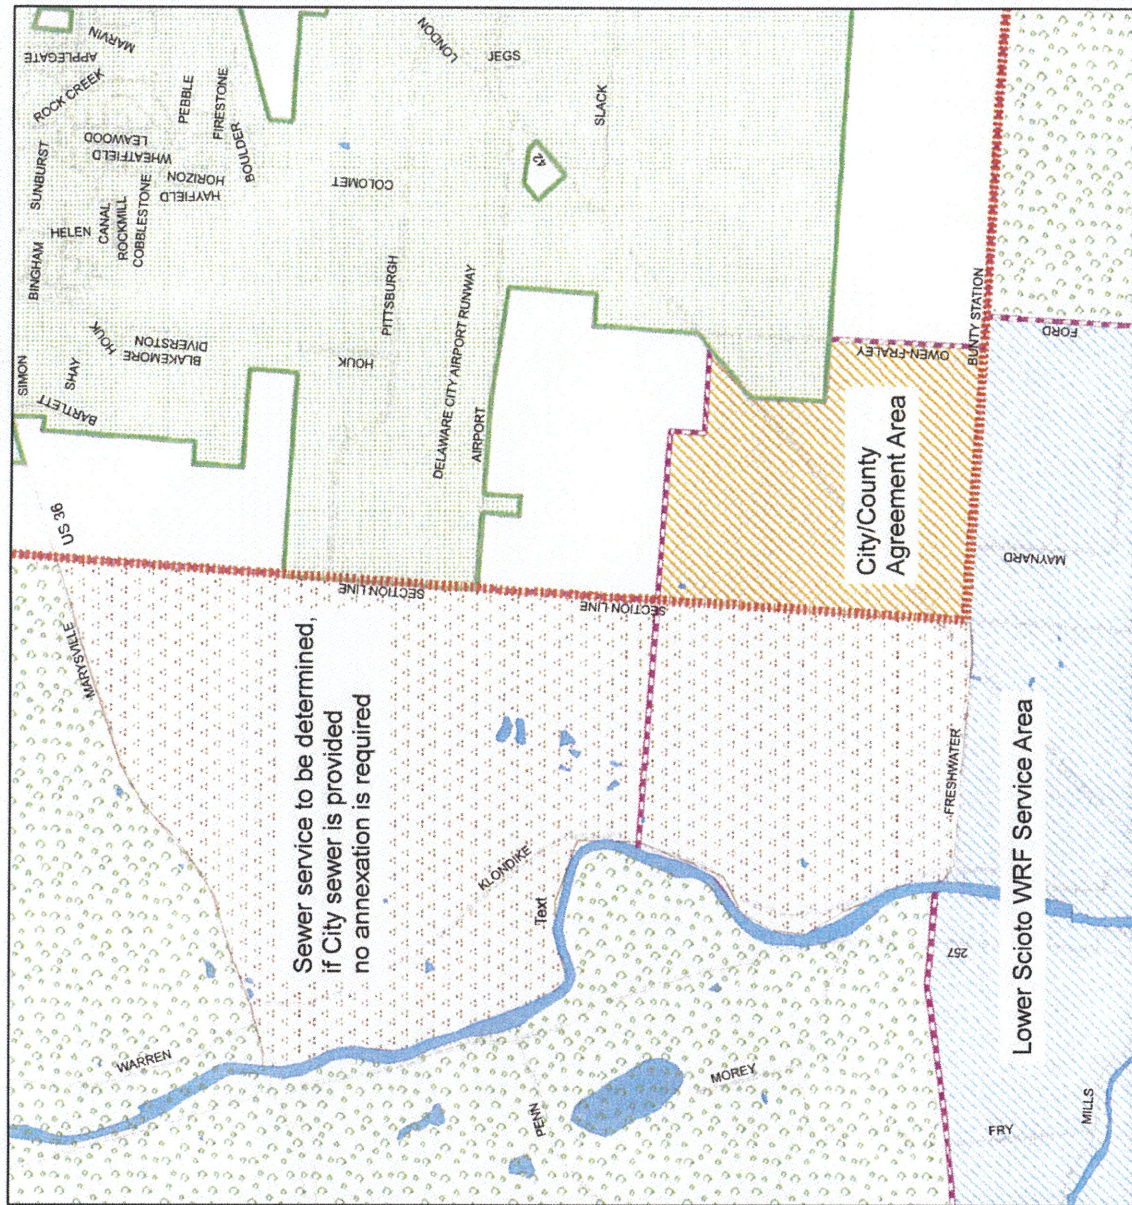 SIMON
BINGHAM
SUNBURST
ROCK CREEK
APPLEGATE
MARVIN
HELEN
CANAL
ROCKMILL
COBBLESTONE
LEAWOOD
WHEATFIELD
PEBBLE
FIRESTONE
BOULDER
HORIZON
HAYFIELD
SHAY
BARTLETT
HOUK
BLAKEMORE
DIVERSTON
LONDON
JEGS
SLACK
42
COLOMET
PITTSBURGH
HOUK
DELAWARE CITY AIRPORT RUNWAY
AIRPORT
US 36
MARYSVILLE
SECTION LINE
SECTION LINE
Sewer service to be determined,
if City sewer is provided
no annexation is required
KLONDIKE
Text
WARREN
PENN
MOREY
OWEN-FRALEY
BUNTY STATION
FORD
City/County
Agreement Area
MAYNARD
FRESHWATER
257
Lower Scioto WRF Service Area
FRY
MILLS